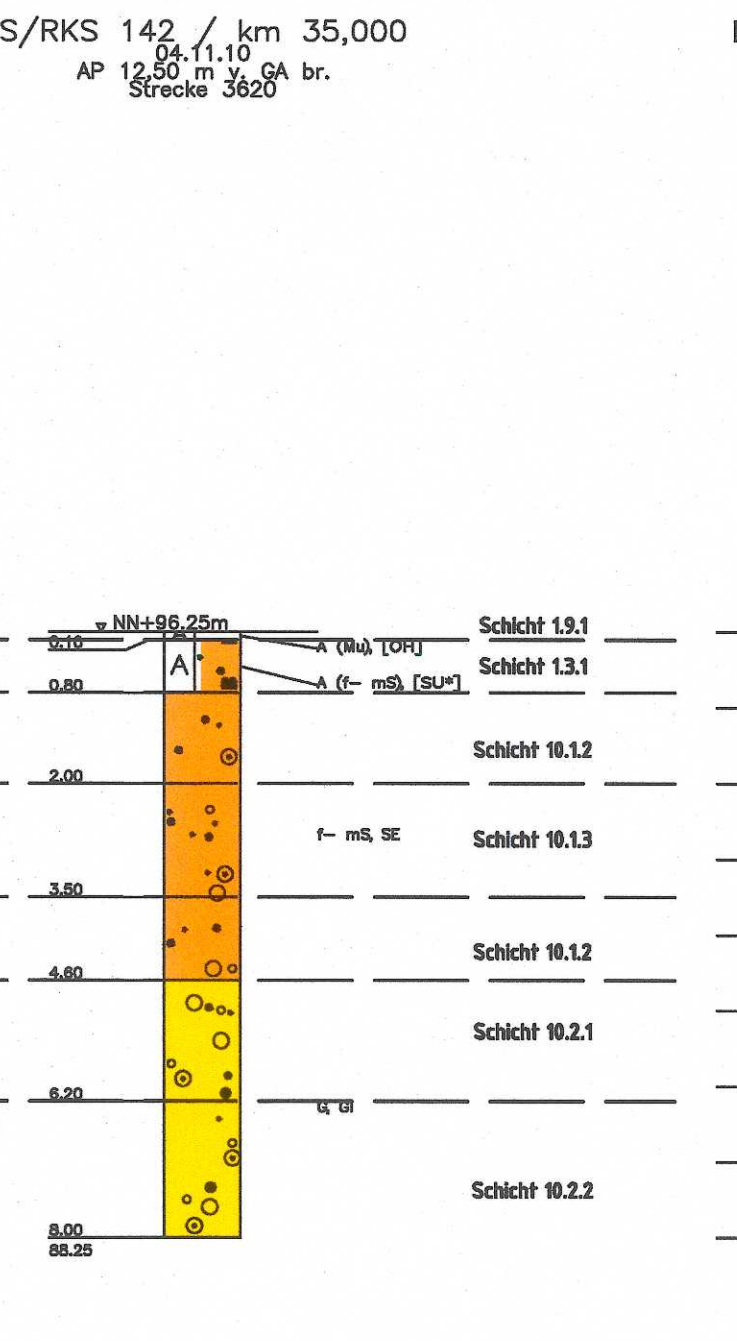 S/RKS 142 / km 35,000
04.11.10
AP 12,50 m v. GA br.
Strecke 3620
NN+96.25m
Schicht 1.9.1
0.10
A
A (Mu), [OH]
A
Schicht 1.3.1
0.80
A (f– mS), [SU*]
Schicht 10.1.2
2.00
f– mS, SE
Schicht 10.1.3
3.50
Schicht 10.1.2
4.60
Schicht 10.2.1
6.20
G, GI
Schicht 10.2.2
8.00
88.25